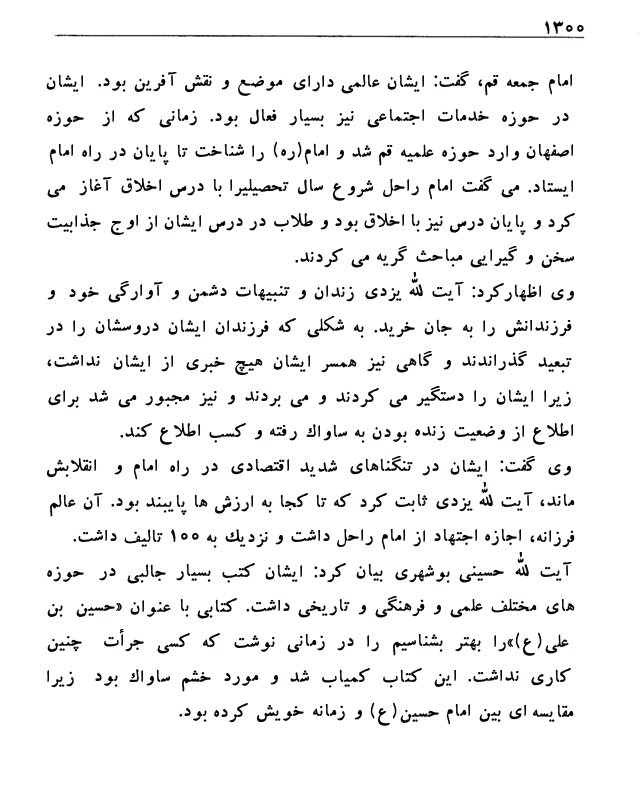 ۱۳۰۰
امام جمعه قم، گفت: ایشان عالمی دارای موضع و نقش آفرین بود. ایشان
در حوزه خدمات اجتماعی نیز بسیار فعال بود. زمانی که از حوزه
اصفهان وارد حوزه علمیه قم شد و امام(ره) را شناخت تا پایان در راه امام
ایستاد. می گفت امام راحل شروع سال تحصیلیرا با درس اخلاق آغاز می
کرد و پایان درس نیز با اخلاق بود و طلاب در درس ایشان از اوج جذابیت
سخن و گیرایی مباحث گریه می کردند.
وی اظهارکرد: آیت لله یزدی زندان و تنبیهات دشمن و آوارگی خود و
فرزندانش را به جان خرید. به شکلی که فرزندان ایشان دروسشان را در
تبعید گذراندند و گاهی نیز همسر ایشان هیچ خبری از ایشان نداشت،
زیرا ایشان را دستگیر می کردند و می بردند و نیز مجبور می شد برای
اطلاع از وضعیت زنده بودن به ساواك رفته و کسب اطلاع کند.
وی گفت: ایشان در تنگناهای شدید اقتصادی در راه امام و انقلابش
ماند، آیت لله یزدی ثابت کرد که تا کجا به ارزش ها پایبند بود. آن عالم
فرزانه، اجازه اجتهاد از امام راحل داشت و نزدیك به ۱۰۰ تالیف داشت.
آیت لله حسینی بوشهری بیان کرد: ایشان کتب بسیار جالبی در حوزه
های مختلف علمی و فرهنگی و تاریخی داشت. کتابی با عنوان «حسین بن
علی(ع)»را بهتر بشناسیم را در زمانی نوشت که کسی جرأت چنین
کاری نداشت. این کتاب کمیاب شد و مورد خشم ساواك بود زیرا
مقایسه ای بین امام حسین(ع) و زمانه خویش کرده بود.